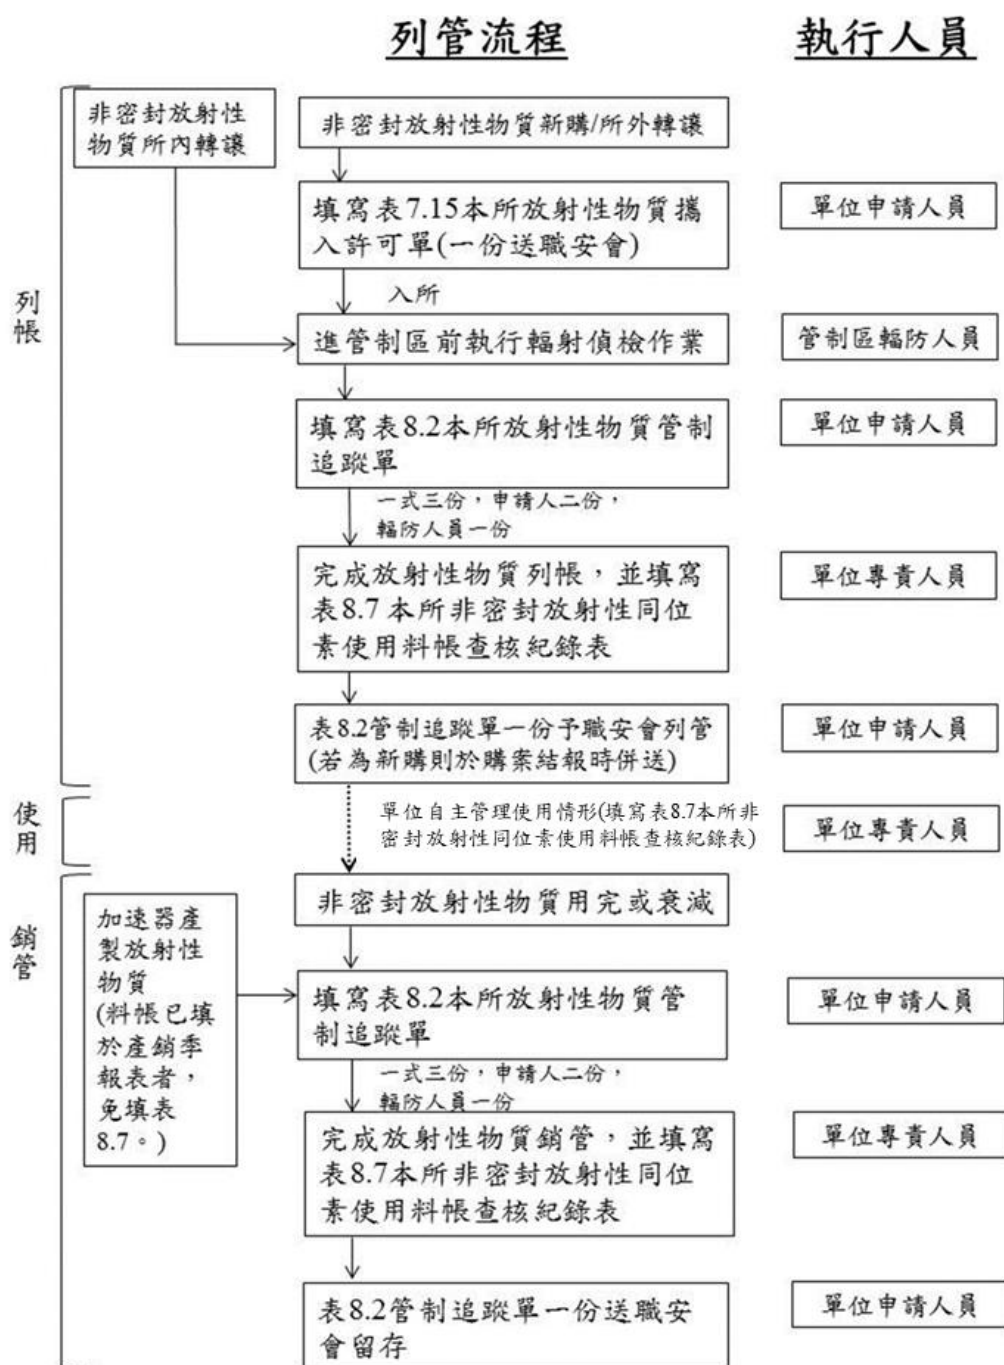 列管流程
執行人員
非密封放射性
物質所內轉讓
非密封放射性物質新購/所外轉讓
填寫表7.15本所放射性物質攜
入許可單(一份送職安會)
單位申請人員
入所
列
帳
進管制區前執行輻射偵檢作業
管制區輻防人員
填寫表8.2本所放射性物質管制
追蹤單
單位申請人員
一式三份，申請人二份，
輻防人員一份
完成放射性物質列帳，並填寫
表8.7 本所非密封放射性同位
素使用料帳查核紀錄表
單位專責人員
表8.2管制追蹤單一份予職安會列管
(若為新購則於購案結報時併送)
單位申請人員
使
用
單位自主管理使用情形(填寫表8.7本所非
密封放射性同位素使用料帳查核紀錄表)
單位專責人員
銷
管
非密封放射性物質用完或衰減
加速器產
製放射性
物質
(料帳已填
於產銷季
報表者，
免填表
8.7。)
填寫表8.2本所放射性物質管
制追蹤單
單位申請人員
一式三份，申請人二份，
輻防人員一份
完成放射性物質銷管，並填寫
表8.7本所非密封放射性同位
素使用料帳查核紀錄表
單位專責人員
表8.2管制追蹤單一份送職安
會留存
單位申請人員